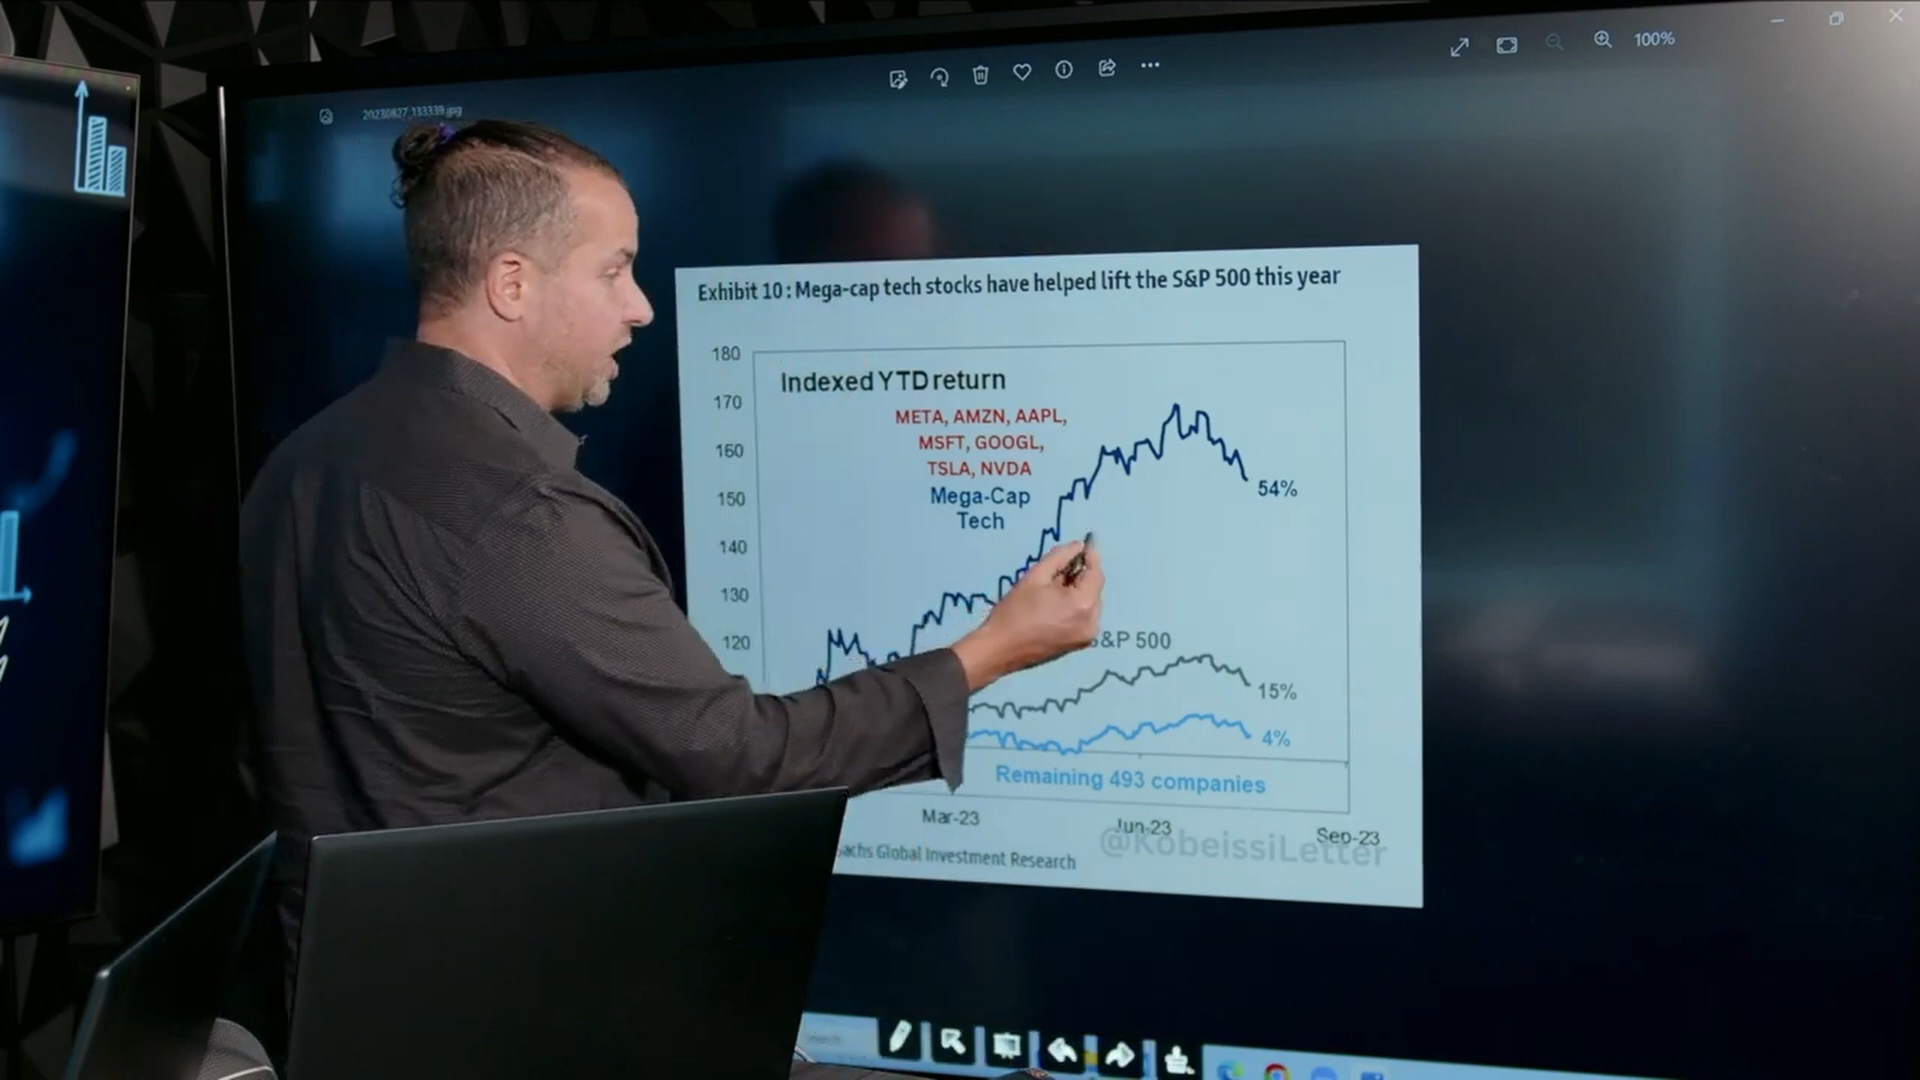 100%
20230827_133339.jpg
Exhibit 10: Mega-cap tech stocks have helped lift the S&P 500 this year
180
Indexed YTD return
170
META, AMZN, AAPL,
MSFT, GOOGL,
TSLA, NVDA
160
Mega-Cap
Tech
150
54%
140
130
120
S&P 500
15%
4%
Remaining 493 companies
Mar-23
Jun-23
Sep-23
@KobeissiLetter
Global Investment Research